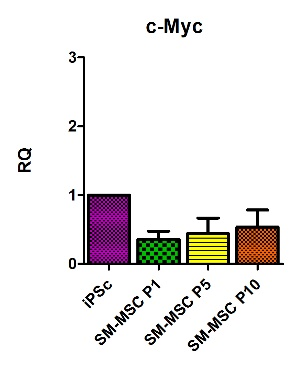 c-Myc
3
2
1
0
RQ
iPSc
SM-MSC P1
SM-MSC P5
SM-MSC P10